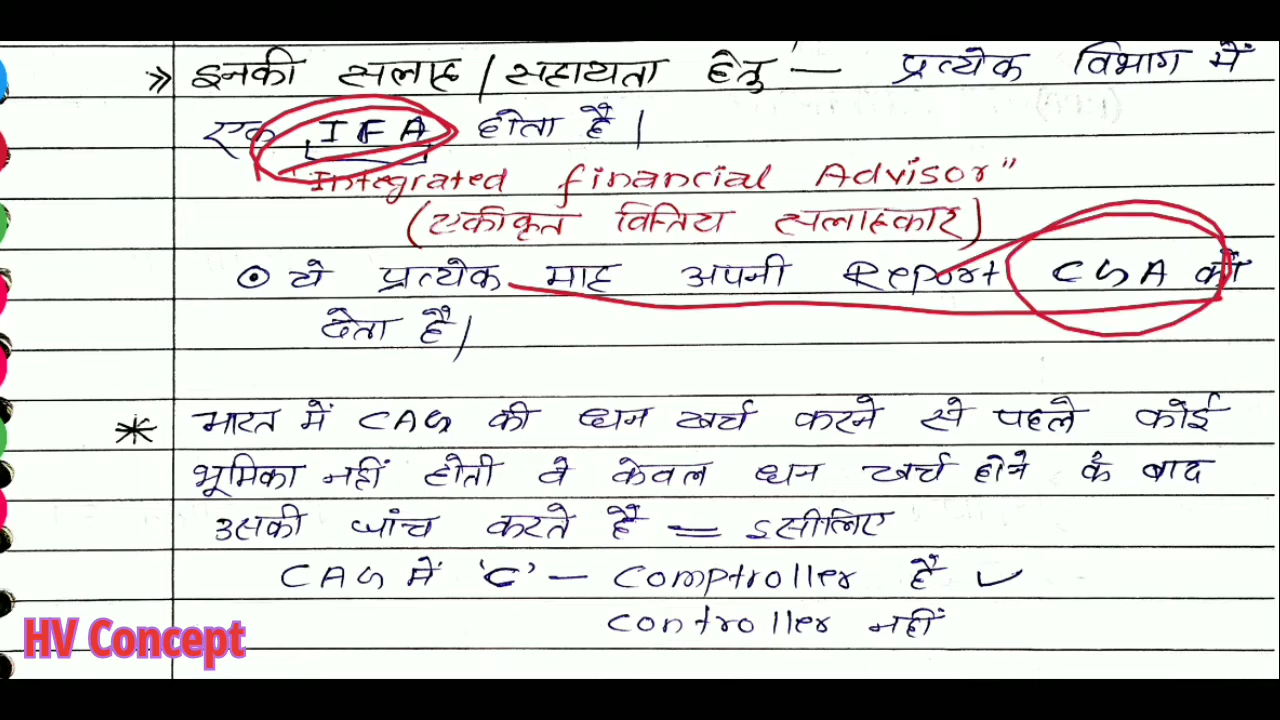 » इनकी सलाह / सहायता हेतु – प्रत्येक विभाग में
एक IFA होता है।
"Integrated financial Advisor"
(एकीकृत वित्तिय सलाहकार)
⊙ ये प्रत्येक माह अपनी Report CGA को
देता है।
* भारत में CAG की धन खर्च करने से पहले कोई
भूमिका नहीं होती वे केवल धन खर्च होने के बाद
उसकी जांच करते हैं = इसीलिए
CAG में 'C' – Comptroller है ✓
controller नहीं
HV Concept